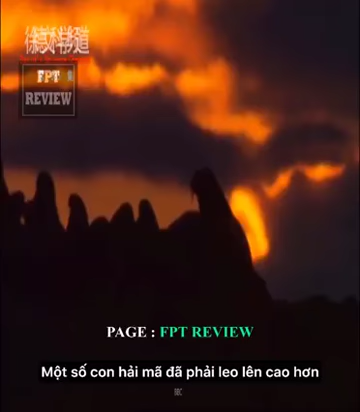 FPT
REVIEW
PAGE : FPT REVIEW
Một số con hải mã đã phải leo lên cao hơn